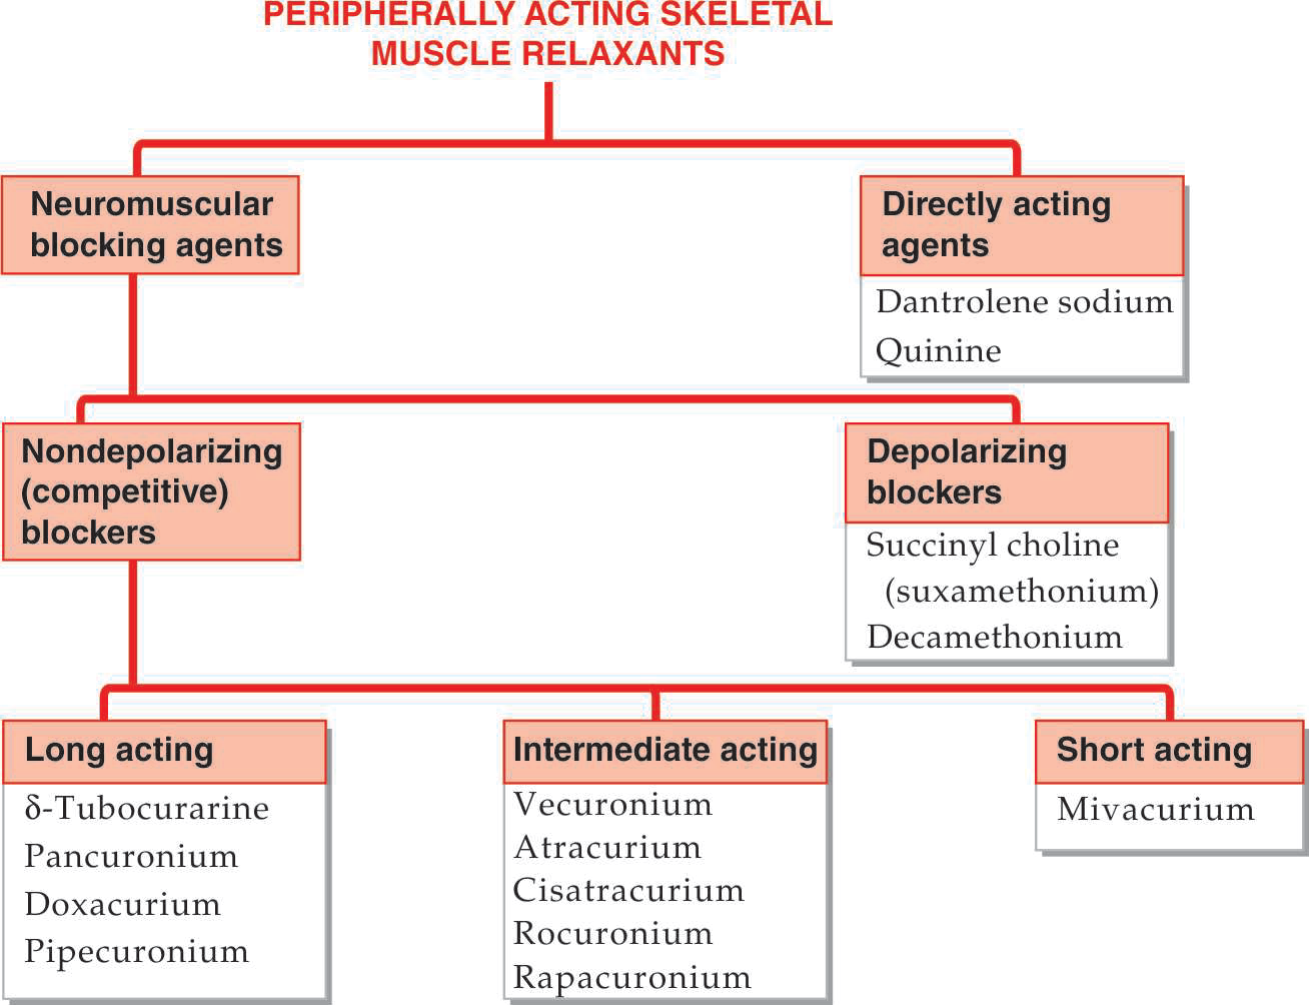 PERIPHERALLY ACTING SKELETAL
MUSCLE RELAXANTS
Neuromuscular
blocking agents
Directly acting
agents
Dantrolene sodium
Quinine
Nondepolarizing
(competitive)
blockers
Depolarizing
blockers
Succinyl choline
(suxamethonium)
Decamethonium
Long acting
δ-Tubocurarine
Pancuronium
Doxacurium
Pipecuronium
Intermediate acting
Vecuronium
Atracurium
Cisatracurium
Rocuronium
Rapacuronium
Short acting
Mivacurium